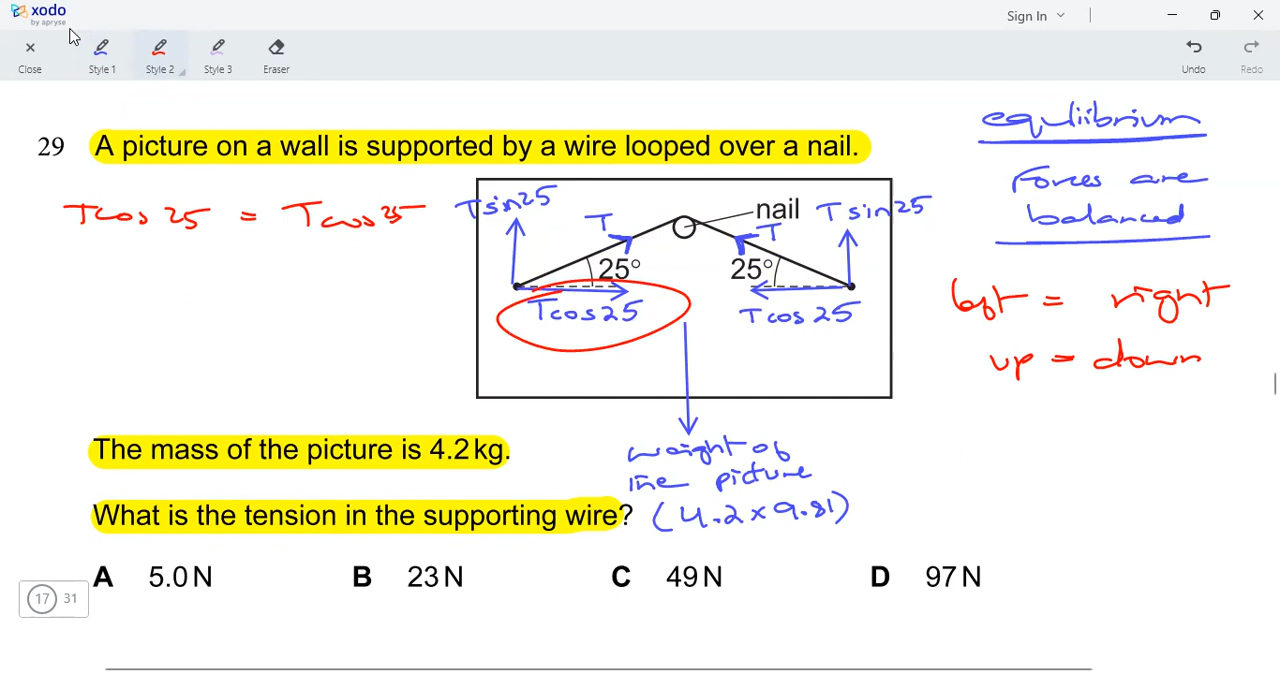 xodo
by apryse
Sign In
Close
Style 1
Style 2
Style 3
Eraser
Undo
Redo
equliibrium
29 A picture on a wall is supported by a wire looped over a nail.
Forces are
balanced
Tcos 25 = Tcos 25
Tsin25
T
nail
T
Tsin25
25°
25°
Tcos25
Tcos 25
left = right
up = down
The mass of the picture is 4.2 kg.
weight of
the picture
What is the tension in the supporting wire?
(4.2 × 9.81)
A 5.0 N B 23 N C 49 N D 97 N
17 31